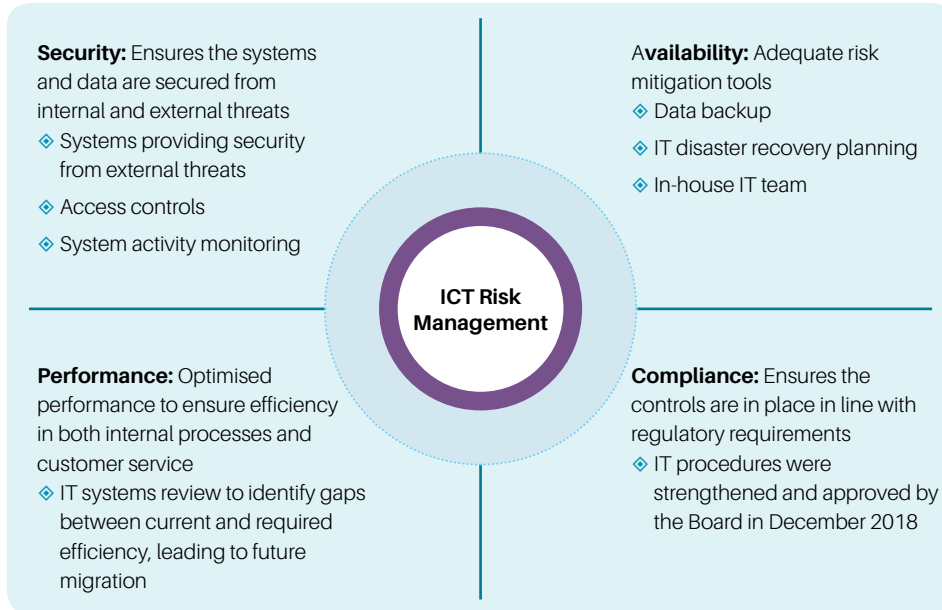 Security: Ensures the systems
and data are secured from
internal and external threats
Systems providing security
from external threats
Access controls
System activity monitoring
Availability: Adequate risk
mitigation tools
Data backup
IT disaster recovery planning
In-house IT team
ICT Risk
Management
Performance: Optimised
performance to ensure efficiency
in both internal processes and
customer service
IT systems review to identify gaps
between current and required
efficiency, leading to future
migration
Compliance: Ensures the
controls are in place in line with
regulatory requirements
IT procedures were
strengthened and approved by
the Board in December 2018